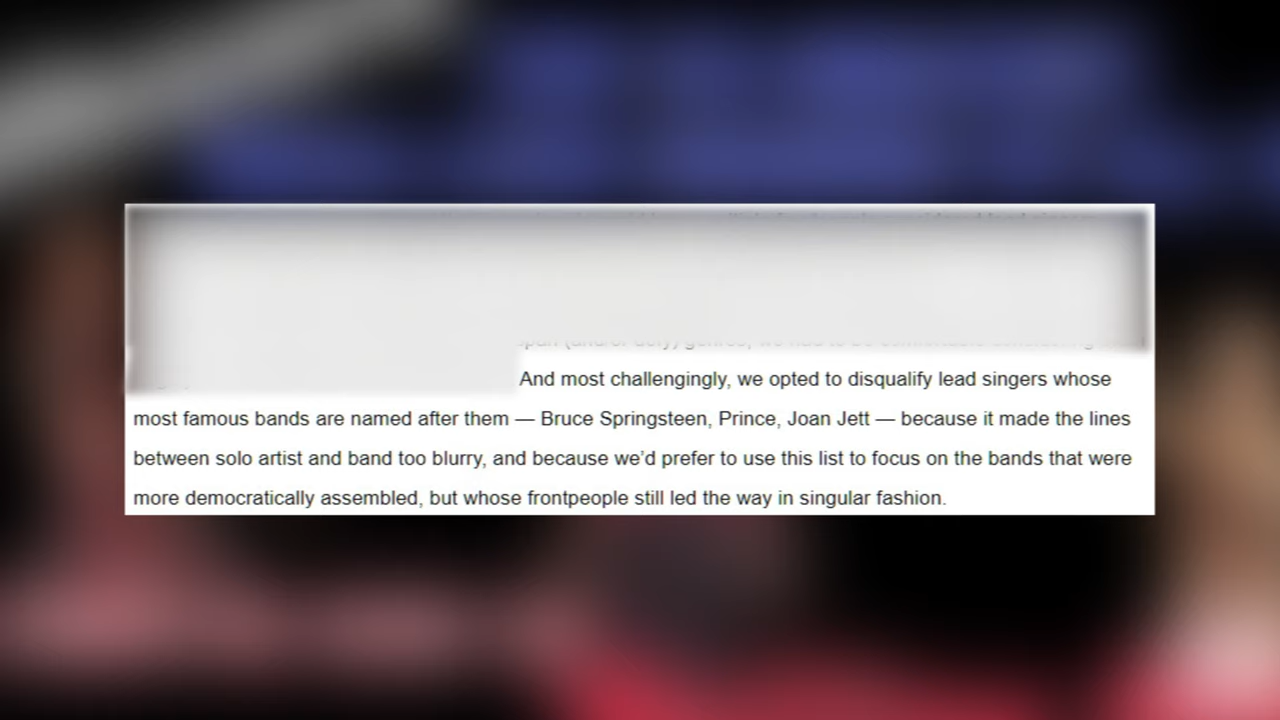 And most challengingly, we opted to disqualify lead singers whose
most famous bands are named after them — Bruce Springsteen, Prince, Joan Jett — because it made the lines
between solo artist and band too blurry, and because we’d prefer to use this list to focus on the bands that were
more democratically assembled, but whose frontpeople still led the way in singular fashion.